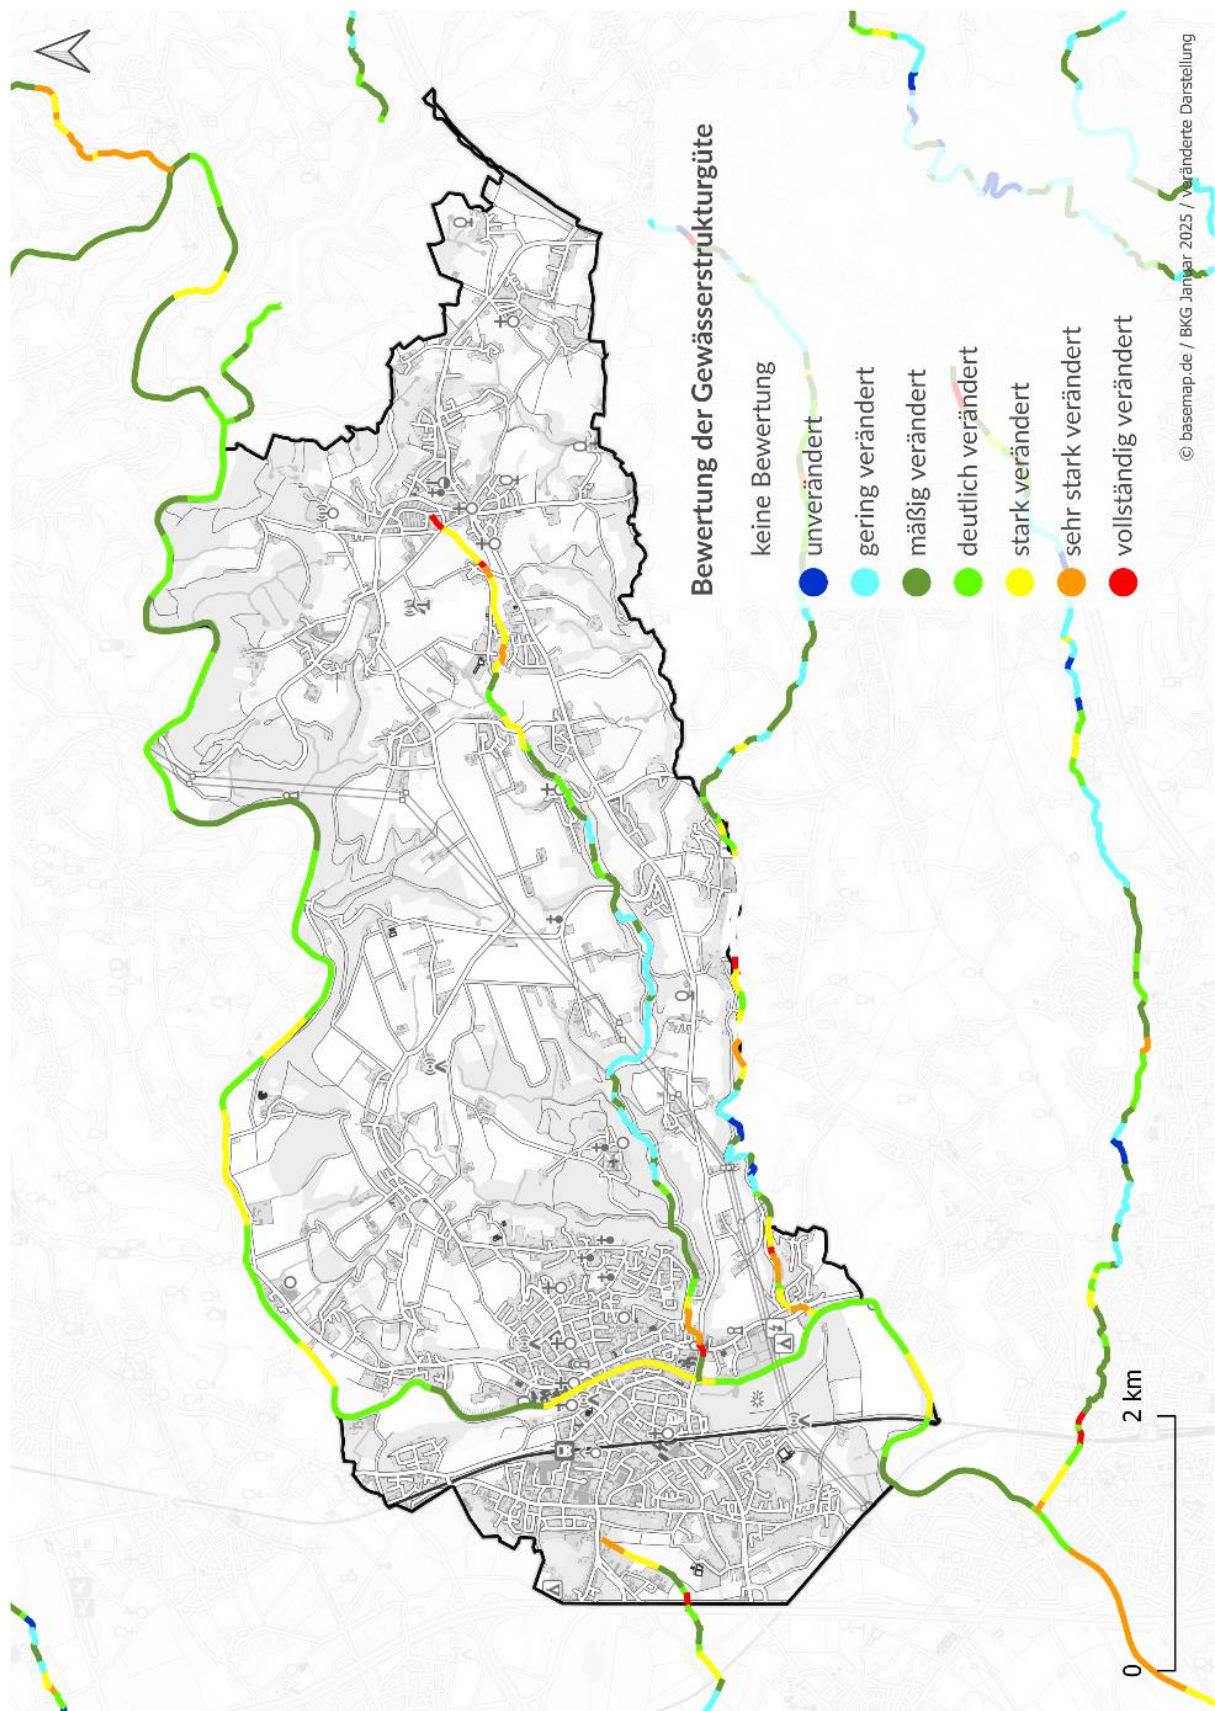 Bewertung der Gewässerstrukturgüte
keine Bewertung
unverändert
gering verändert
mäßig verändert
deutlich verändert
stark verändert
sehr stark verändert
vollständig verändert
0
2 km
© basemap.de / BKG Januar 2025 / veränderte Darstellung